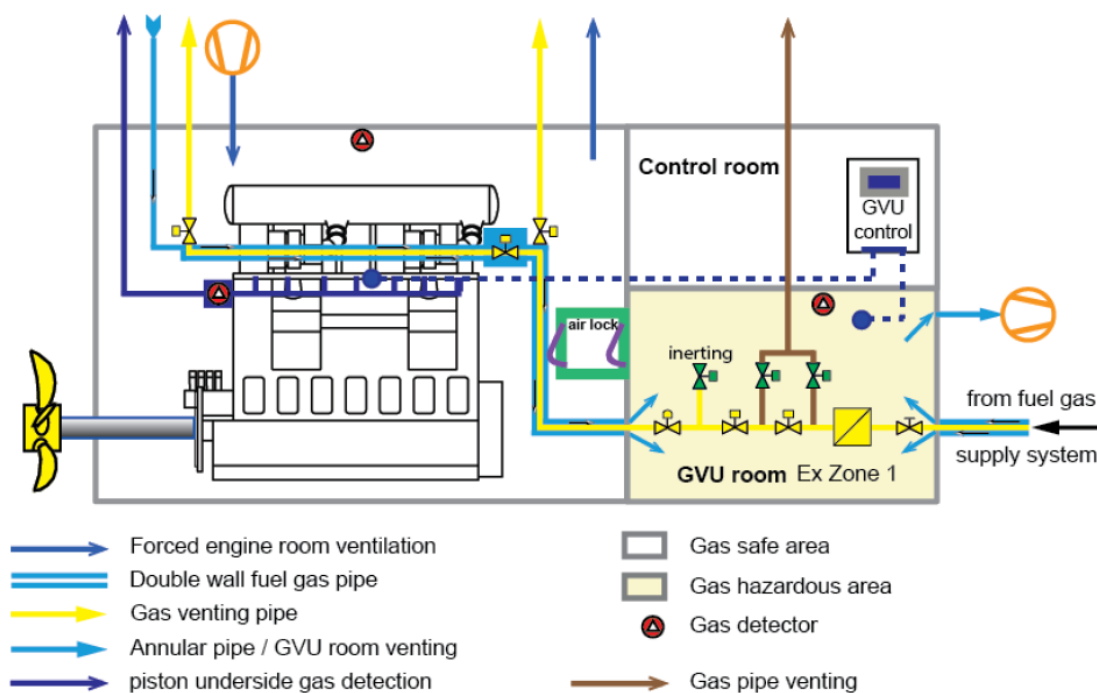 Control room
GVU
control
air lock
inerting
from fuel gas
supply system
GVU room Ex Zone 1
Forced engine room ventilation
Double wall fuel gas pipe
Gas venting pipe
Annular pipe / GVU room venting
piston underside gas detection
Gas safe area
Gas hazardous area
Gas detector
Gas pipe venting